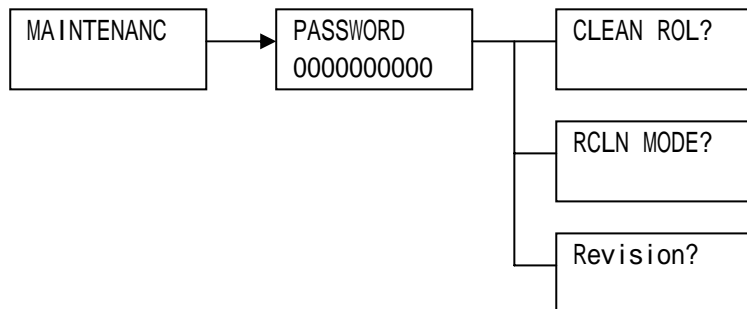 MAINTENANC
PASSWORD
0000000000
CLEAN ROL?
RCLN MODE?
Revision?